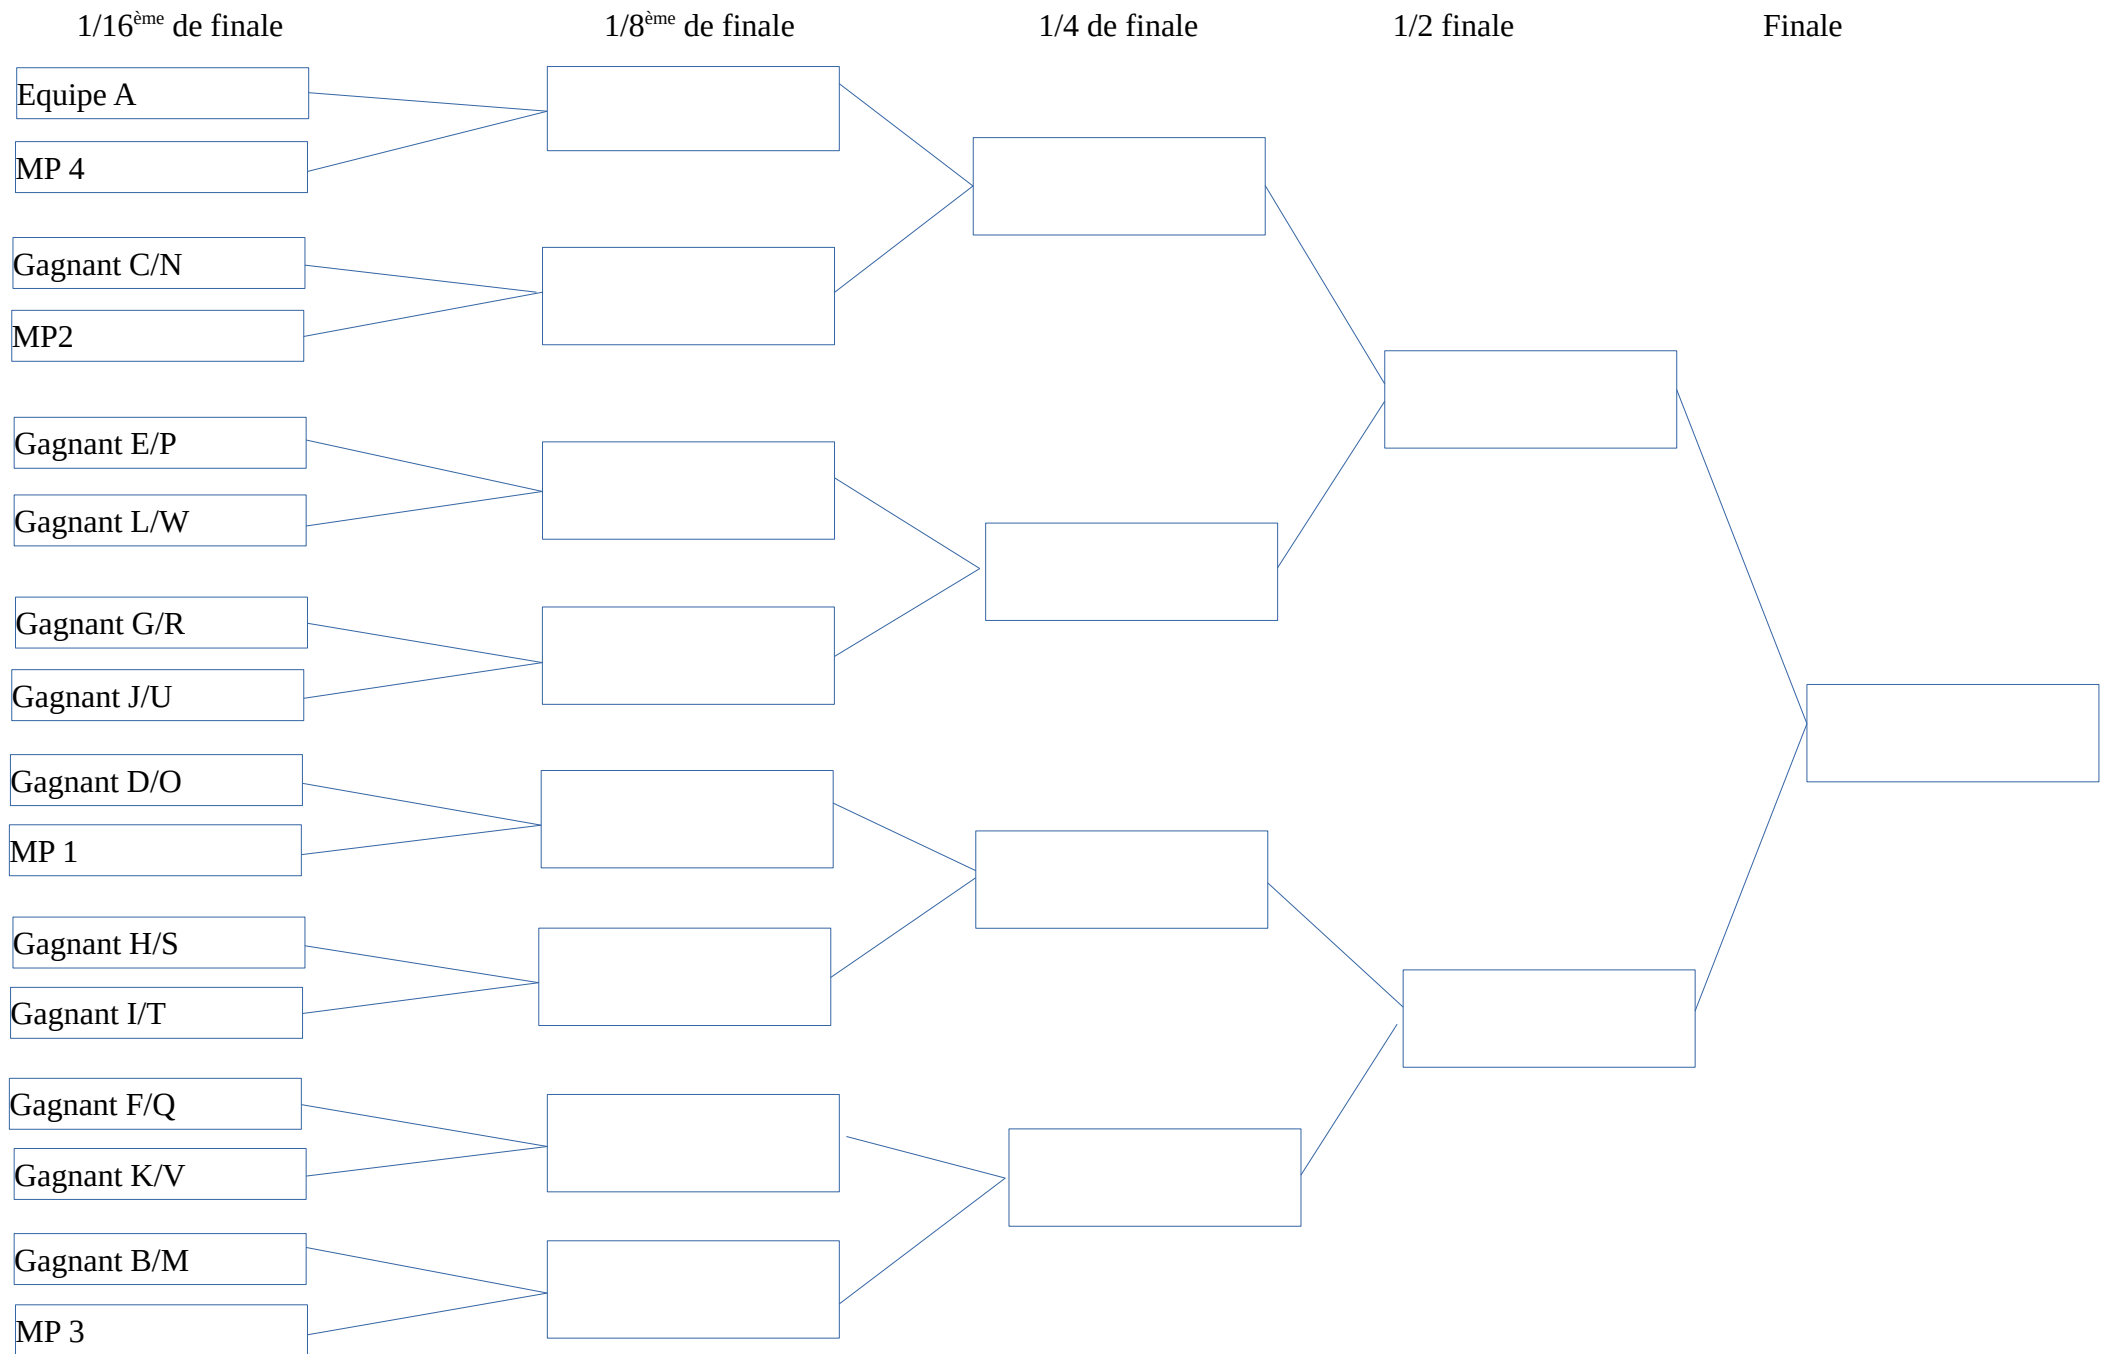 1/16ème de finale 1/8ème de finale 1/4 de finale 1/2 finale Finale
Equipe A
MP 4
Gagnant C/N
MP2
Gagnant E/P
Gagnant L/W
Gagnant G/R
Gagnant J/U
Gagnant D/O
MP 1
Gagnant H/S
Gagnant I/T
Gagnant F/Q
Gagnant K/V
Gagnant B/M
MP 3